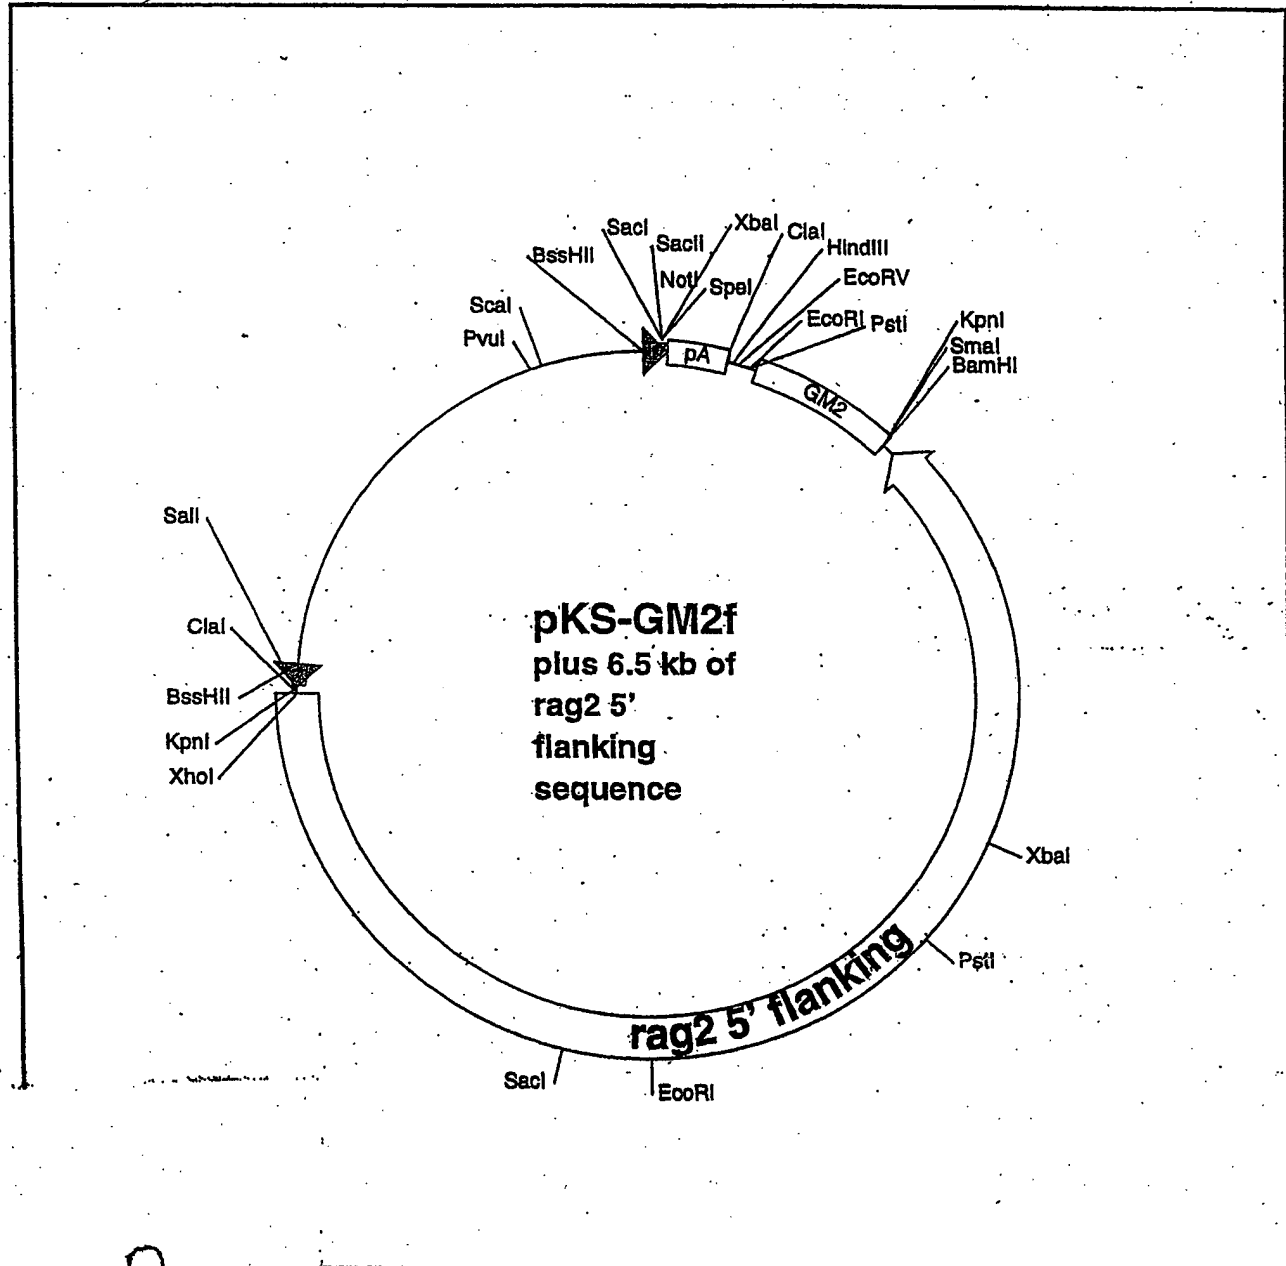 SacI
XbaI
ClaI
SacII
HindIII
BssHII
NotI
SpeI
EcoRV
ScaI
EcoRI
PstI
KpnI
PvuI
SmaI
pA
BamHI
GM2
SalI
pKS-GM2f
plus 6.5 kb of
rag2 5'
flanking
sequence
ClaI
BssHII
KpnI
XhoI
XbaI
PstI
rag2 5' flanking
SacI
EcoRI